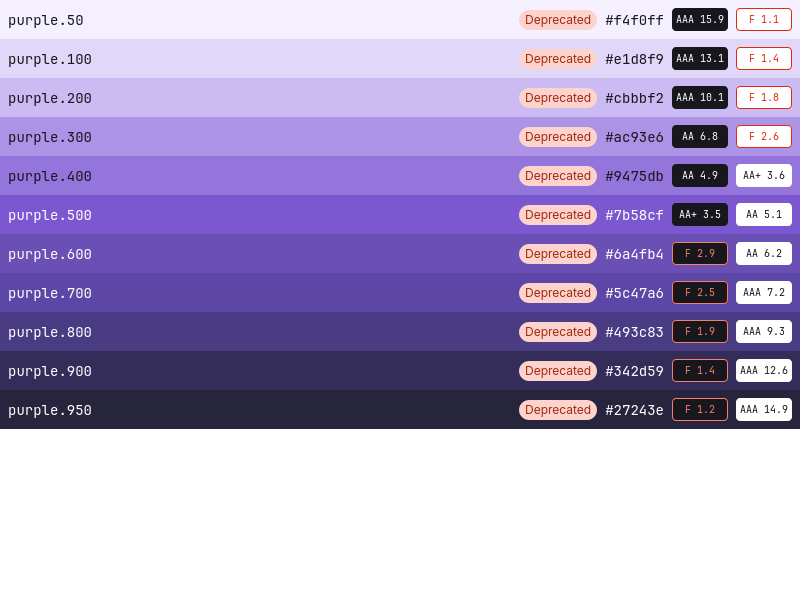 purple.50 Deprecated #f4f0ff AAA 15.9 F 1.1
purple.100 Deprecated #e1d8f9 AAA 13.1 F 1.4
purple.200 Deprecated #cbbbf2 AAA 10.1 F 1.8
purple.300 Deprecated #ac93e6 AA 6.8 F 2.6
purple.400 Deprecated #9475db AA 4.9 AA+ 3.6
purple.500 Deprecated #7b58cf AA+ 3.5 AA 5.1
purple.600 Deprecated #6a4fb4 F 2.9 AA 6.2
purple.700 Deprecated #5c47a6 F 2.5 AAA 7.2
purple.800 Deprecated #493c83 F 1.9 AAA 9.3
purple.900 Deprecated #342d59 F 1.4 AAA 12.6
purple.950 Deprecated #27243e F 1.2 AAA 14.9